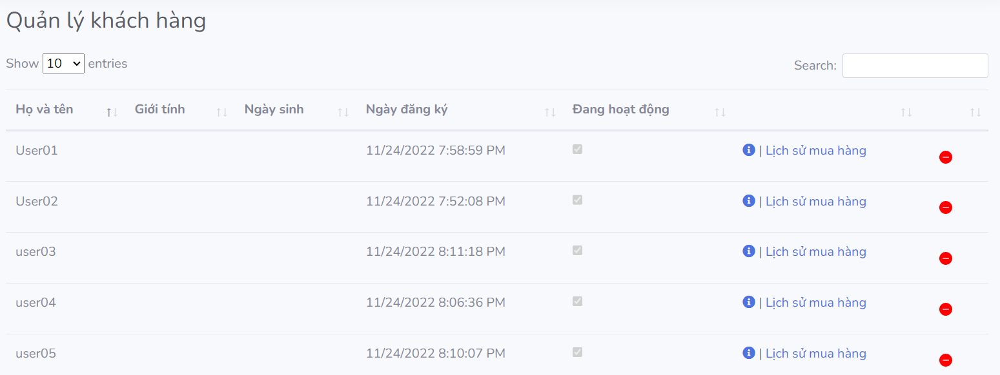 Quản lý khách hàng
Show 10 entries
Search:
Họ và tên Giới tính Ngày sinh Ngày đăng ký Đang hoạt động
User01 11/24/2022 7:58:59 PM | Lịch sử mua hàng
User02 11/24/2022 7:52:08 PM | Lịch sử mua hàng
user03 11/24/2022 8:11:18 PM | Lịch sử mua hàng
user04 11/24/2022 8:06:36 PM | Lịch sử mua hàng
user05 11/24/2022 8:10:07 PM | Lịch sử mua hàng